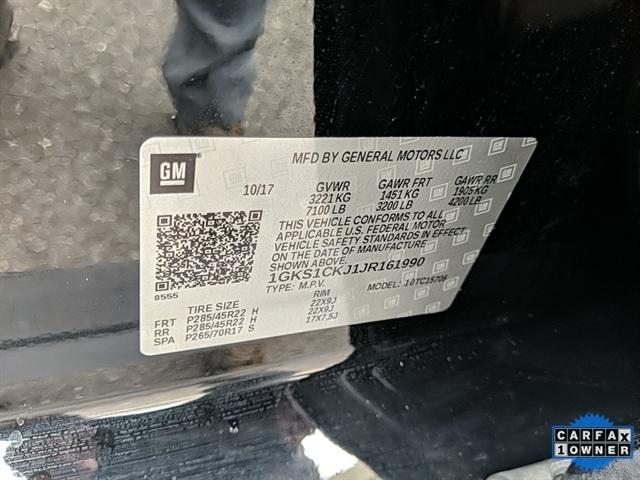 GM
MFD BY GENERAL MOTORS LLC
10/17 GVWR GAWR FRT GAWR RR
3221 KG 1451 KG 1905 KG
7100 LB 3200 LB 4200 LB
THIS VEHICLE CONFORMS TO ALL
APPLICABLE U.S. FEDERAL MOTOR
VEHICLE SAFETY STANDARDS IN EFFECT
ON THE DATE OF MANUFACTURE
SHOWN ABOVE.
1GKS1CKJ1JR161990
TYPE: M.P.V. MODEL: 10TC15706
8555
TIRE SIZE RIM
FRT P285/45R22 H 22X9J
RR P285/45R22 H 22X9J
SPA P265/70R17 S 17X7.5J
CARFAX
1 OWNER